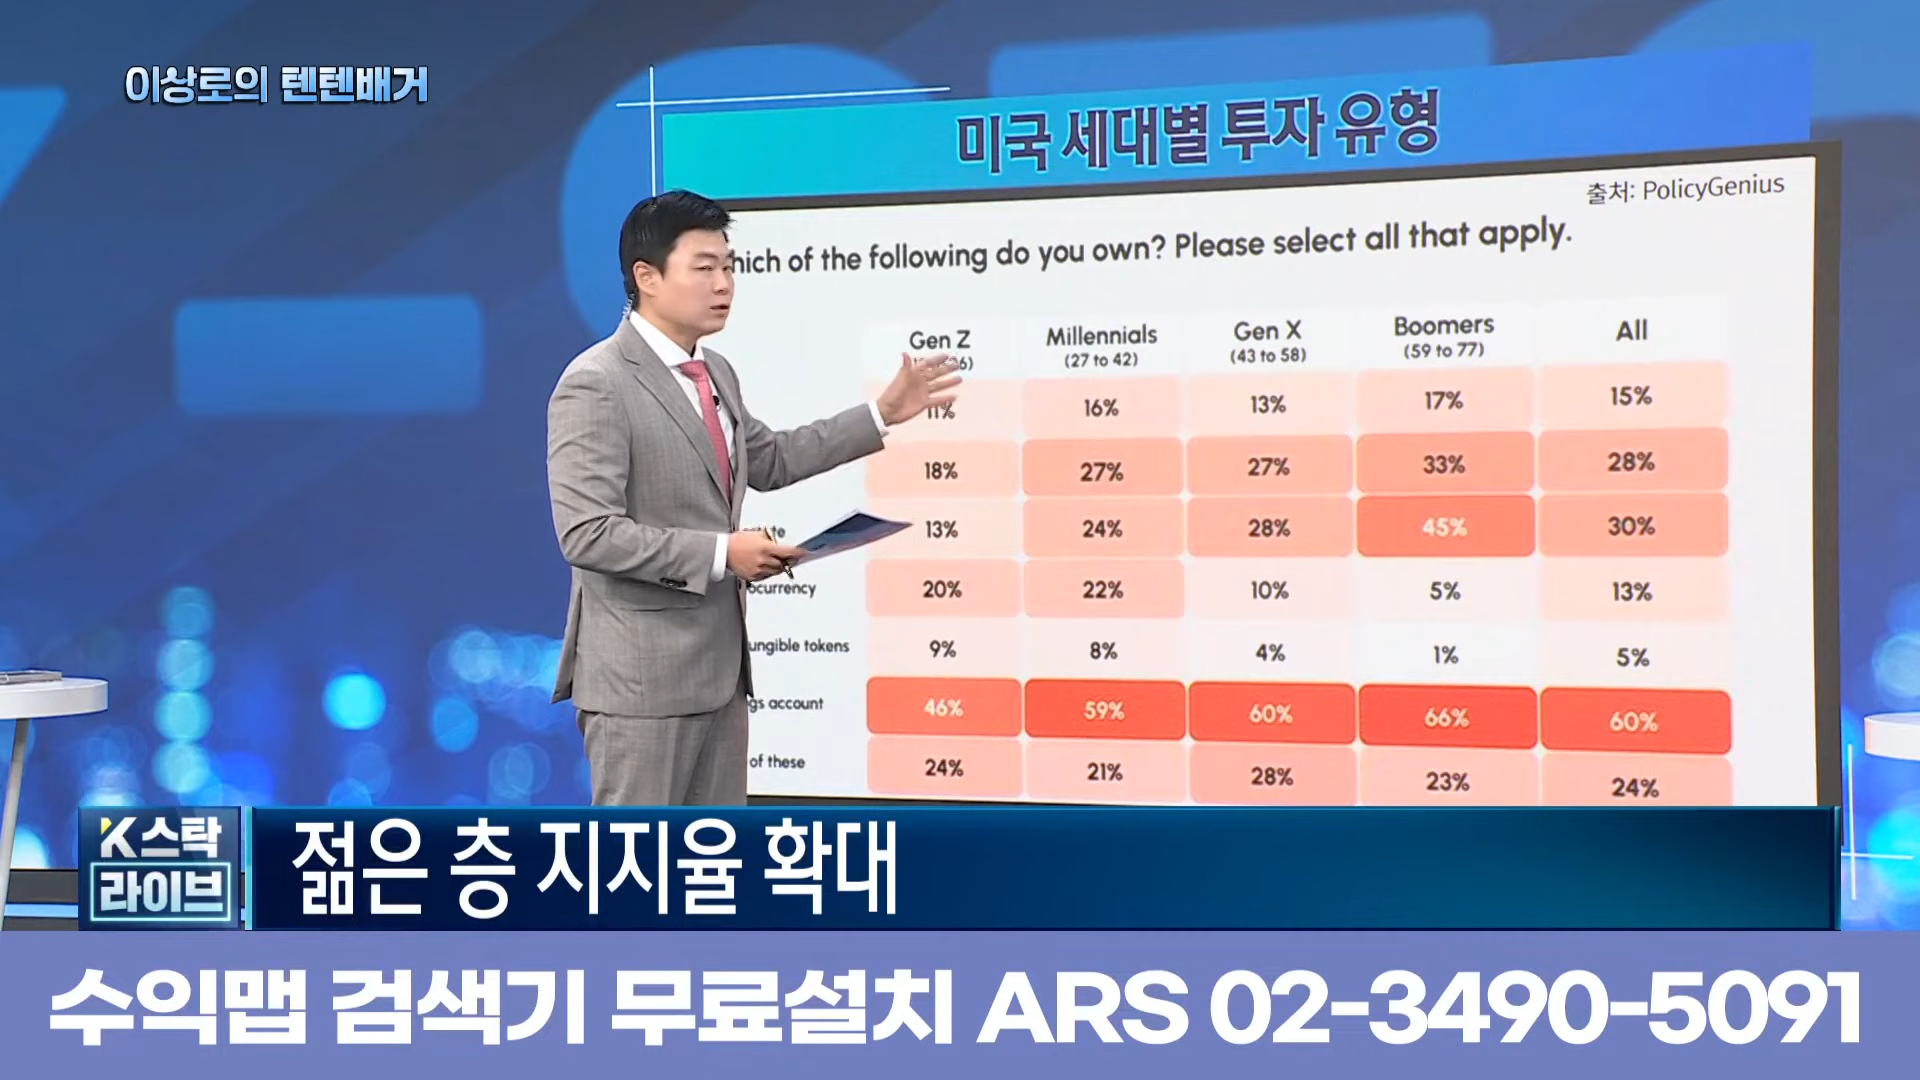 이상로의 텐텐배거
미국 세대별 투자 유형
출처: PolicyGenius
hich of the following do you own? Please select all that apply.
Gen Z Millennials Gen X Boomers All
(27 to 42) (43 to 58) (59 to 77)
11% 16% 13% 17% 15%
18% 27% 27% 33% 28%
13% 24% 28% 45% 30%
ocurrency 20% 22% 10% 5% 13%
ungible tokens 9% 8% 4% 1% 5%
gs account 46% 59% 60% 66% 60%
of these 24% 21% 28% 23% 24%
K스탁
라이브
젊은 층 지지율 확대
수익맵 검색기 무료설치 ARS 02-3490-5091